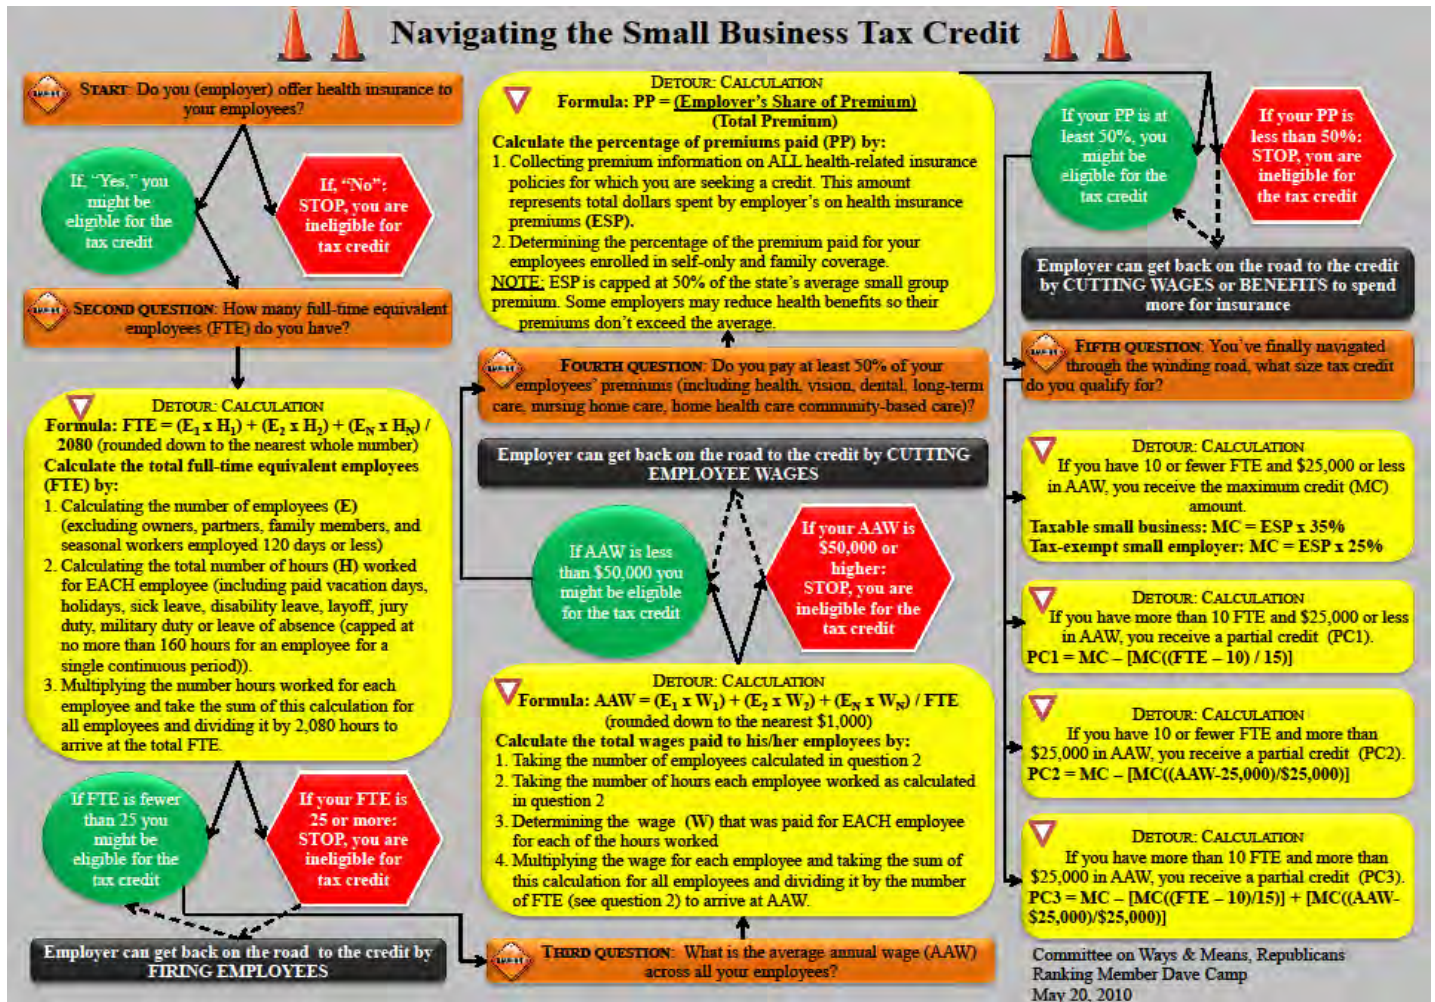 Navigating the Small Business Tax Credit
START: Do you (employer) offer health insurance to
your employees?
If, “Yes,” you
might be
eligible for the
tax credit
If, “No”:
STOP, you are
ineligible for
tax credit
SECOND QUESTION: How many full-time equivalent
employees (FTE) do you have?
DETOUR: CALCULATION
Formula: FTE = (E1 x H1) + (E2 x H2) + (EN x HN) /
2080 (rounded down to the nearest whole number)
Calculate the total full-time equivalent employees
(FTE) by:
1. Calculating the number of employees (E)
(excluding owners, partners, family members, and
seasonal workers employed 120 days or less)
2. Calculating the total number of hours (H) worked
for EACH employee (including paid vacation days,
holidays, sick leave, disability leave, layoff, jury
duty, military duty or leave of absence (capped at
no more than 160 hours for an employee for a
single continuous period)).
3. Multiplying the number hours worked for each
employee and take the sum of this calculation for
all employees and dividing it by 2,080 hours to
arrive at the total FTE.
If FTE is fewer
than 25 you
might be
eligible for the
tax credit
If your FTE is
25 or more:
STOP, you are
ineligible for
tax credit
Employer can get back on the road to the credit by
FIRING EMPLOYEES
THIRD QUESTION: What is the average annual wage (AAW)
across all your employees?
DETOUR: CALCULATION
Formula: AAW = (E1 x W1) + (E2 x W2) + (EN x WN) / FTE
(rounded down to the nearest $1,000)
Calculate the total wages paid to his/her employees by:
1. Taking the number of employees calculated in question 2
2. Taking the number of hours each employee worked as calculated
in question 2
3. Determining the wage (W) that was paid for EACH employee
for each of the hours worked
4. Multiplying the wage for each employee and taking the sum of
this calculation for all employees and dividing it by the number
of FTE (see question 2) to arrive at AAW.
If AAW is less
than $50,000 you
might be eligible
for the tax credit
If your AAW is
$50,000 or
higher:
STOP, you are
ineligible for the
tax credit
Employer can get back on the road to the credit by CUTTING
EMPLOYEE WAGES
FOURTH QUESTION: Do you pay at least 50% of your
employees’ premiums (including health, vision, dental, long-term
care, nursing home care, home health care community-based care)?
DETOUR: CALCULATION
Formula: PP = (Employer’s Share of Premium)
(Total Premium)
Calculate the percentage of premiums paid (PP) by:
1. Collecting premium information on ALL health-related insurance
policies for which you are seeking a credit. This amount
represents total dollars spent by employer’s on health insurance
premiums (ESP).
2. Determining the percentage of the premium paid for your
employees enrolled in self-only and family coverage.
NOTE: ESP is capped at 50% of the state’s average small group
premium. Some employers may reduce health benefits so their
premiums don’t exceed the average.
If your PP is at
least 50%, you
might be
eligible for the
tax credit
If your PP is
less than 50%:
STOP, you are
ineligible for
the tax credit
Employer can get back on the road to the credit
by CUTTING WAGES or BENEFITS to spend
more for insurance
FIFTH QUESTION: You’ve finally navigated
through the winding road, what size tax credit
do you qualify for?
DETOUR: CALCULATION
If you have 10 or fewer FTE and $25,000 or less
in AAW, you receive the maximum credit (MC)
amount.
Taxable small business: MC = ESP x 35%
Tax-exempt small employer: MC = ESP x 25%
DETOUR: CALCULATION
If you have more than 10 FTE and $25,000 or less
in AAW, you receive a partial credit (PC1).
PC1 = MC – [MC((FTE – 10) / 15)]
DETOUR: CALCULATION
If you have 10 or fewer FTE and more than
$25,000 in AAW, you receive a partial credit (PC2).
PC2 = MC – [MC((AAW-25,000)/$25,000)]
DETOUR: CALCULATION
If you have more than 10 FTE and more than
$25,000 in AAW, you receive a partial credit (PC3).
PC3 = MC – [MC((FTE – 10)/15)] + [MC((AAW-
$25,000)/$25,000)]
Committee on Ways & Means, Republicans
Ranking Member Dave Camp
May 20, 2010